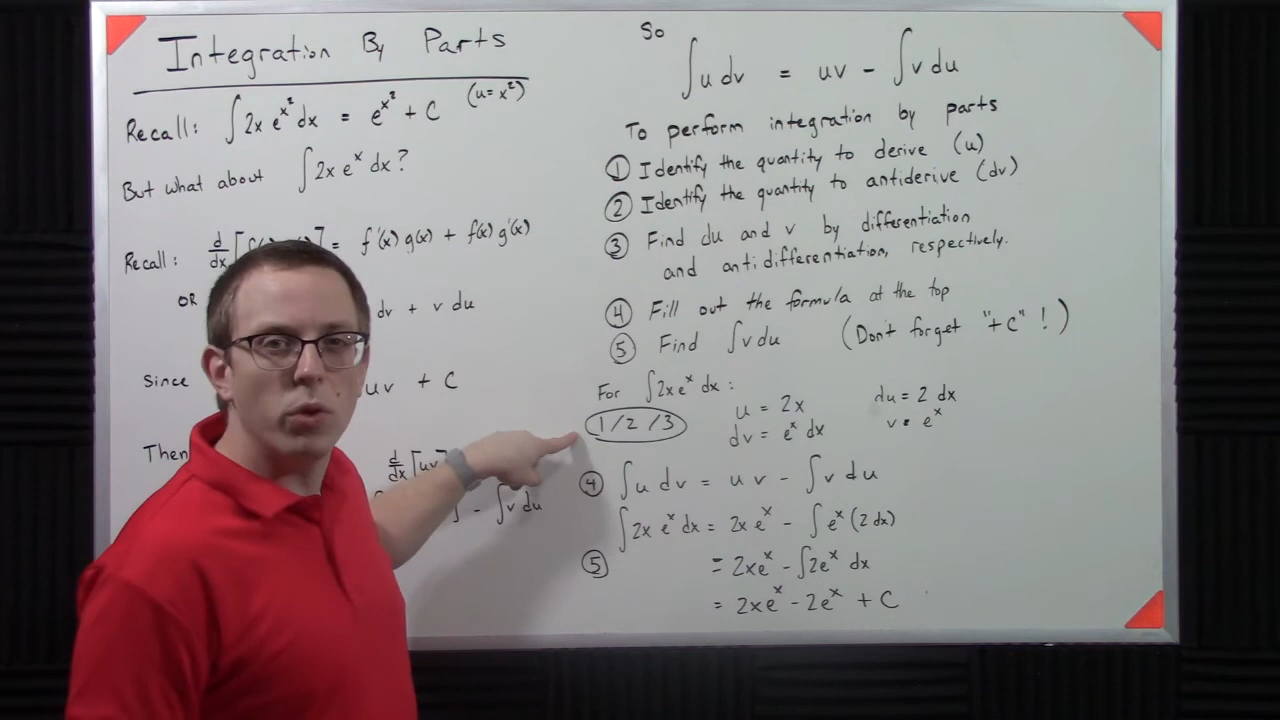 Integration By Parts
Recall: ∫2x e^(x²) dx = e^(x²) + C (u = x²)
But what about ∫2x e^x dx?
Recall: d/dx [ ] = f'(x) g(x) + f(x) g'(x)
OR dv + v du
Since uv + C
Then d/dx [uv]
- ∫v du
So
∫u dv = uv - ∫v du
To perform integration by parts
① Identify the quantity to derive (u)
② Identify the quantity to antiderive (dv)
③ Find du and v by differentiation
and antidifferentiation, respectively.
④ Fill out the formula at the top
⑤ Find ∫v du (Don't forget "+C"!)
For ∫2x e^x dx:
1/2/3 u = 2x du = 2 dx
dv = e^x dx v = e^x
④ ∫u dv = uv - ∫v du
∫2x e^x dx = 2x e^x - ∫e^x (2 dx)
⑤ = 2xe^x - ∫2e^x dx
= 2xe^x - 2e^x + C